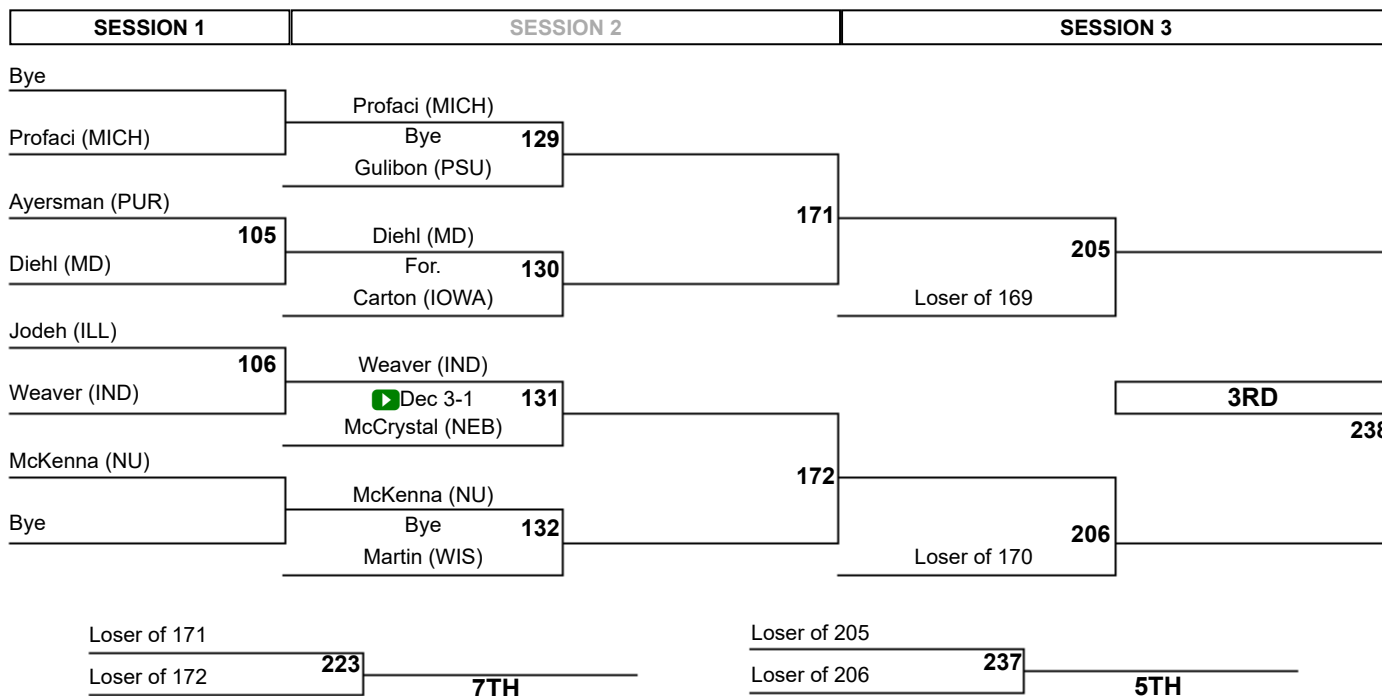 SESSION 1
SESSION 2
SESSION 3
Bye
Profaci (MICH)
Ayersman (PUR)
105
Diehl (MD)
Jodeh (ILL)
106
Weaver (IND)
McKenna (NU)
Bye
Profaci (MICH)
Bye
129
Gulibon (PSU)
Diehl (MD)
For.
130
Carton (IOWA)
Weaver (IND)
Dec 3-1
131
McCrystal (NEB)
McKenna (NU)
Bye
132
Martin (WIS)
171
172
205
Loser of 169
3RD
238
206
Loser of 170
Loser of 171
223
Loser of 172
7TH
Loser of 205
237
Loser of 206
5TH